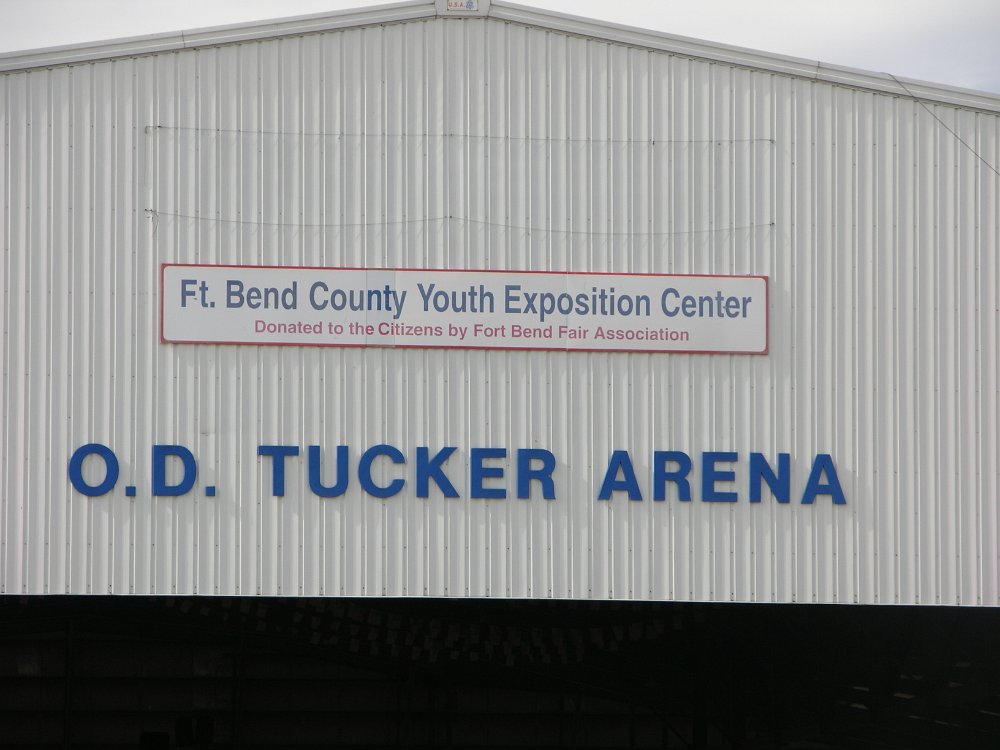 U.S.A.
Ft. Bend County Youth Exposition Center
Donated to the Citizens by Fort Bend Fair Association
O.D. TUCKER ARENA